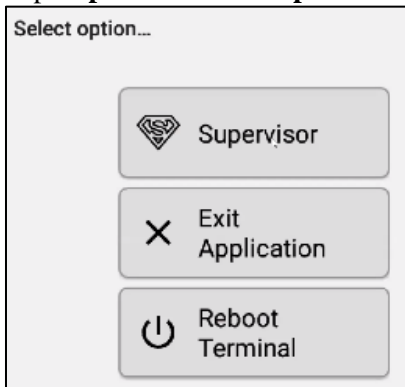 Select option...
Supervisor
Exit
Application
Reboot
Terminal